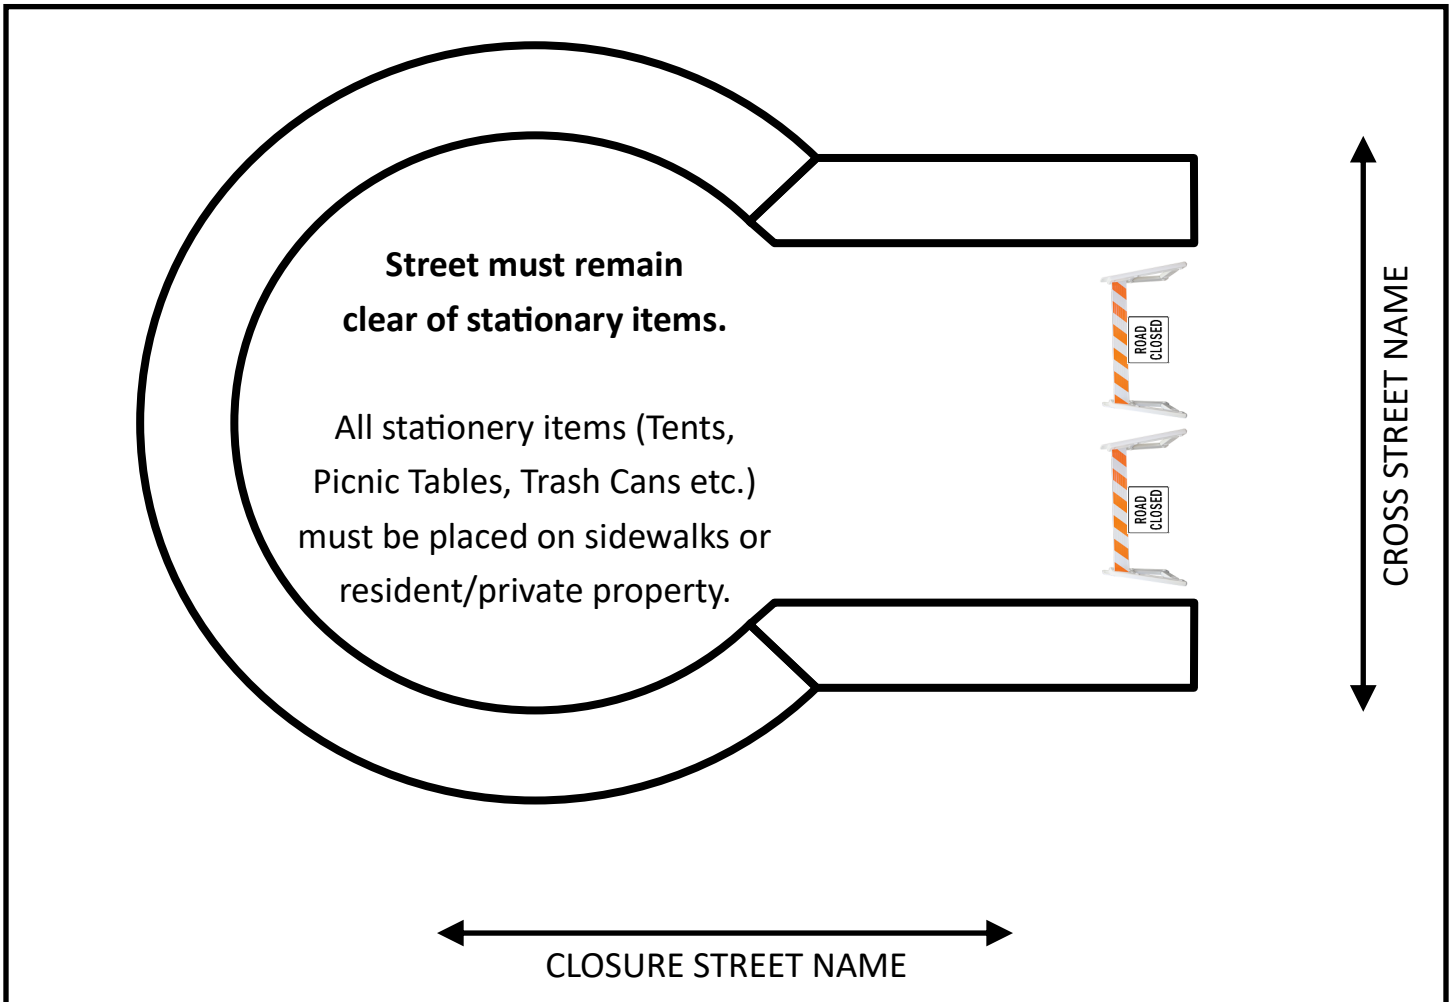 Street must remain
clear of stationary items.
All stationery items (Tents,
Picnic Tables, Trash Cans etc.)
must be placed on sidewalks or
resident/private property.
ROAD
CLOSED
ROAD
CLOSED
CROSS STREET NAME
CLOSURE STREET NAME